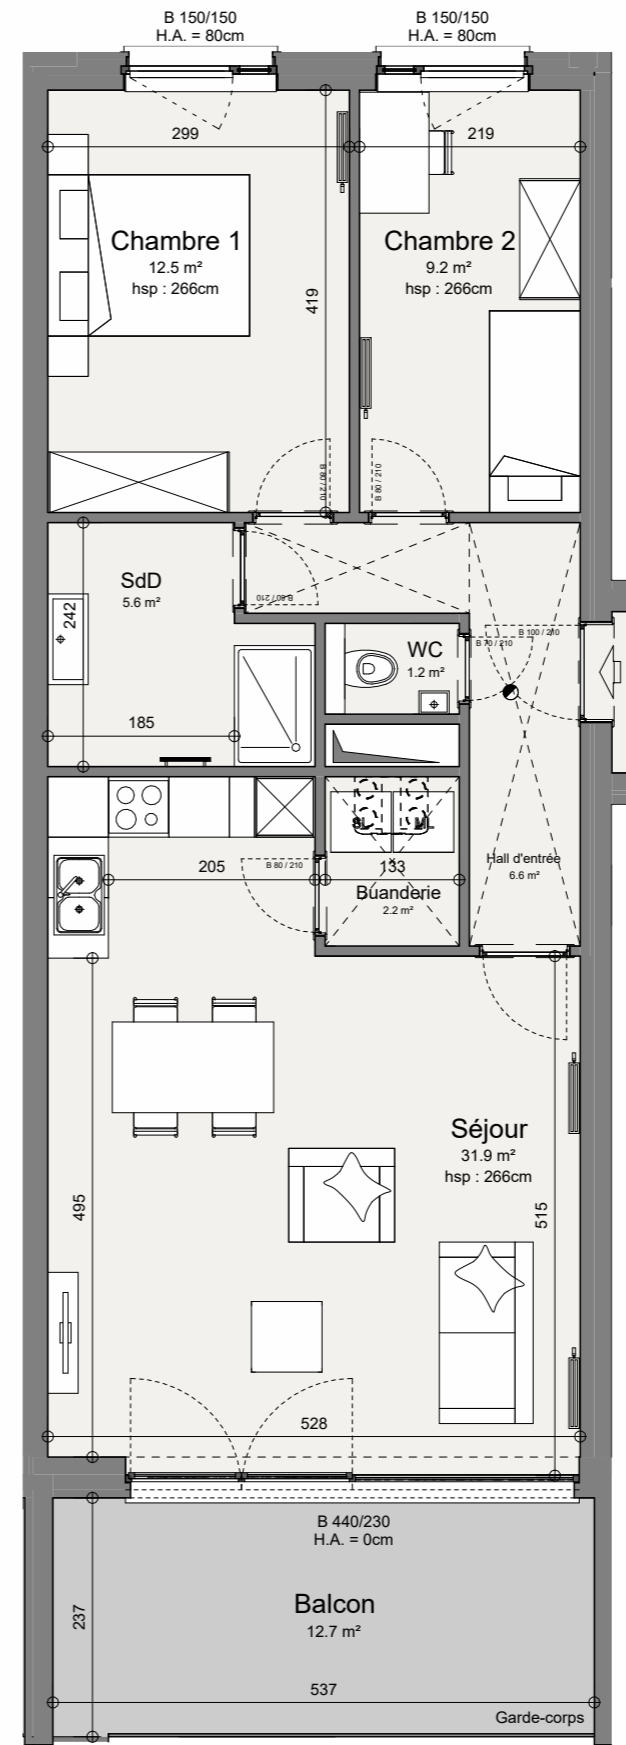 B 150/150
H.A. = 80cm
B 150/150
H.A. = 80cm
299
219
Chambre 1
12.5 m²
hsp : 266cm
Chambre 2
9.2 m²
hsp : 266cm
419
B 80 / 210
B 80 / 210
SdD
5.6 m²
B 80 / 210
242
WC
1.2 m²
B 70 / 210
B 100 / 210
185
SL
ML
205
B 80 / 210
133
Buanderie
2.2 m²
Hall d'entrée
6.6 m²
Séjour
31.9 m²
hsp : 266cm
495
515
528
B 440/230
H.A. = 0cm
Balcon
12.7 m²
237
537
Garde-corps